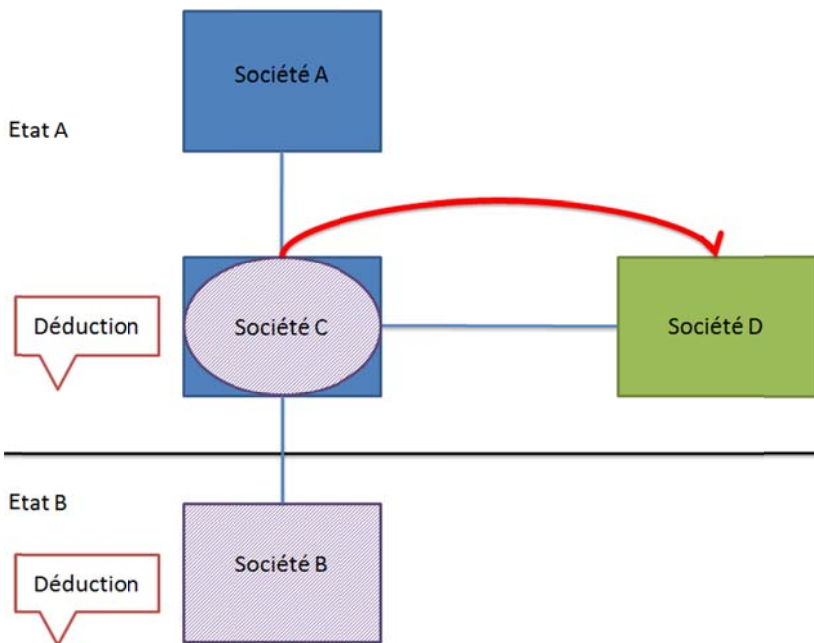 Société A
Etat A
Déduction
Société C
Société D
Etat B
Société B
Déduction